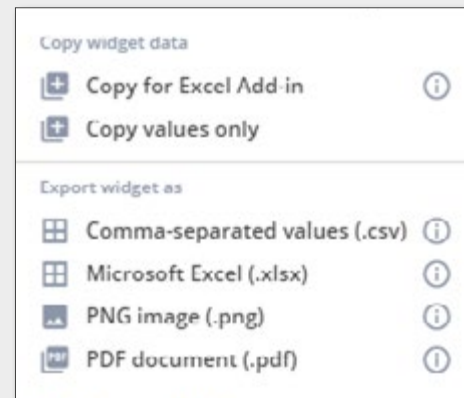 Copy widget data
Copy for Excel Add-in
Copy values only
Export widget as
Comma-separated values (.csv)
Microsoft Excel (.xlsx)
PNG image (.png)
PDF document (.pdf)